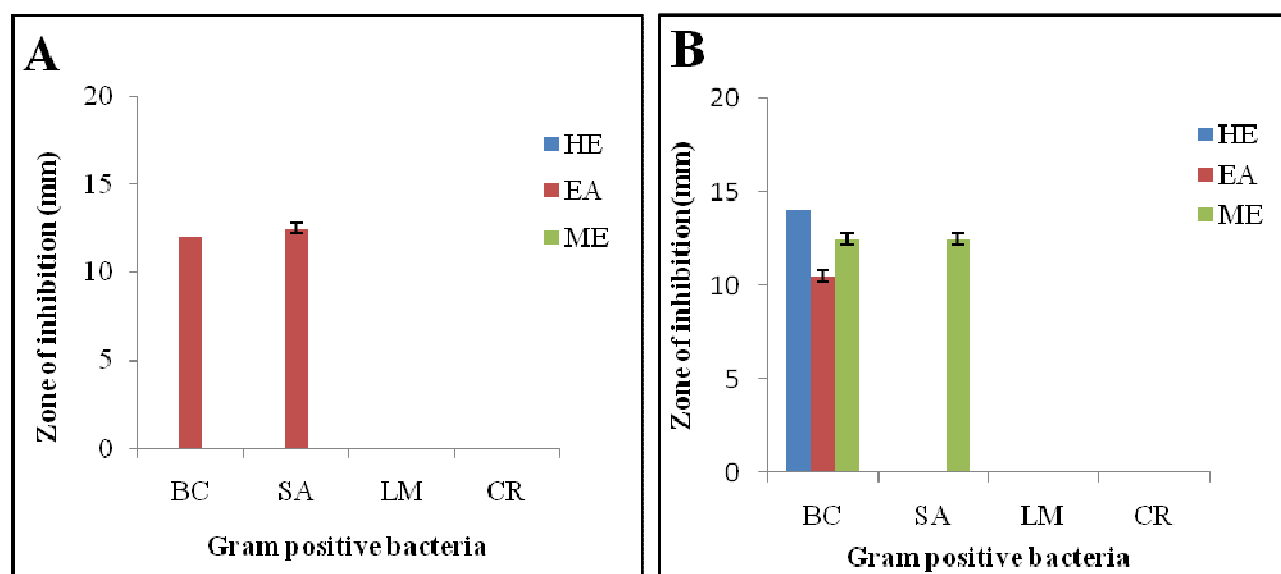 A
20
15
10
5
0
Zone of inhibition (mm)
HE
EA
ME
BC SA LM CR
Gram positive bacteria
B
20
15
10
5
0
Zone of inhibition(mm)
HE
EA
ME
BC SA LM CR
Gram positive bacteria